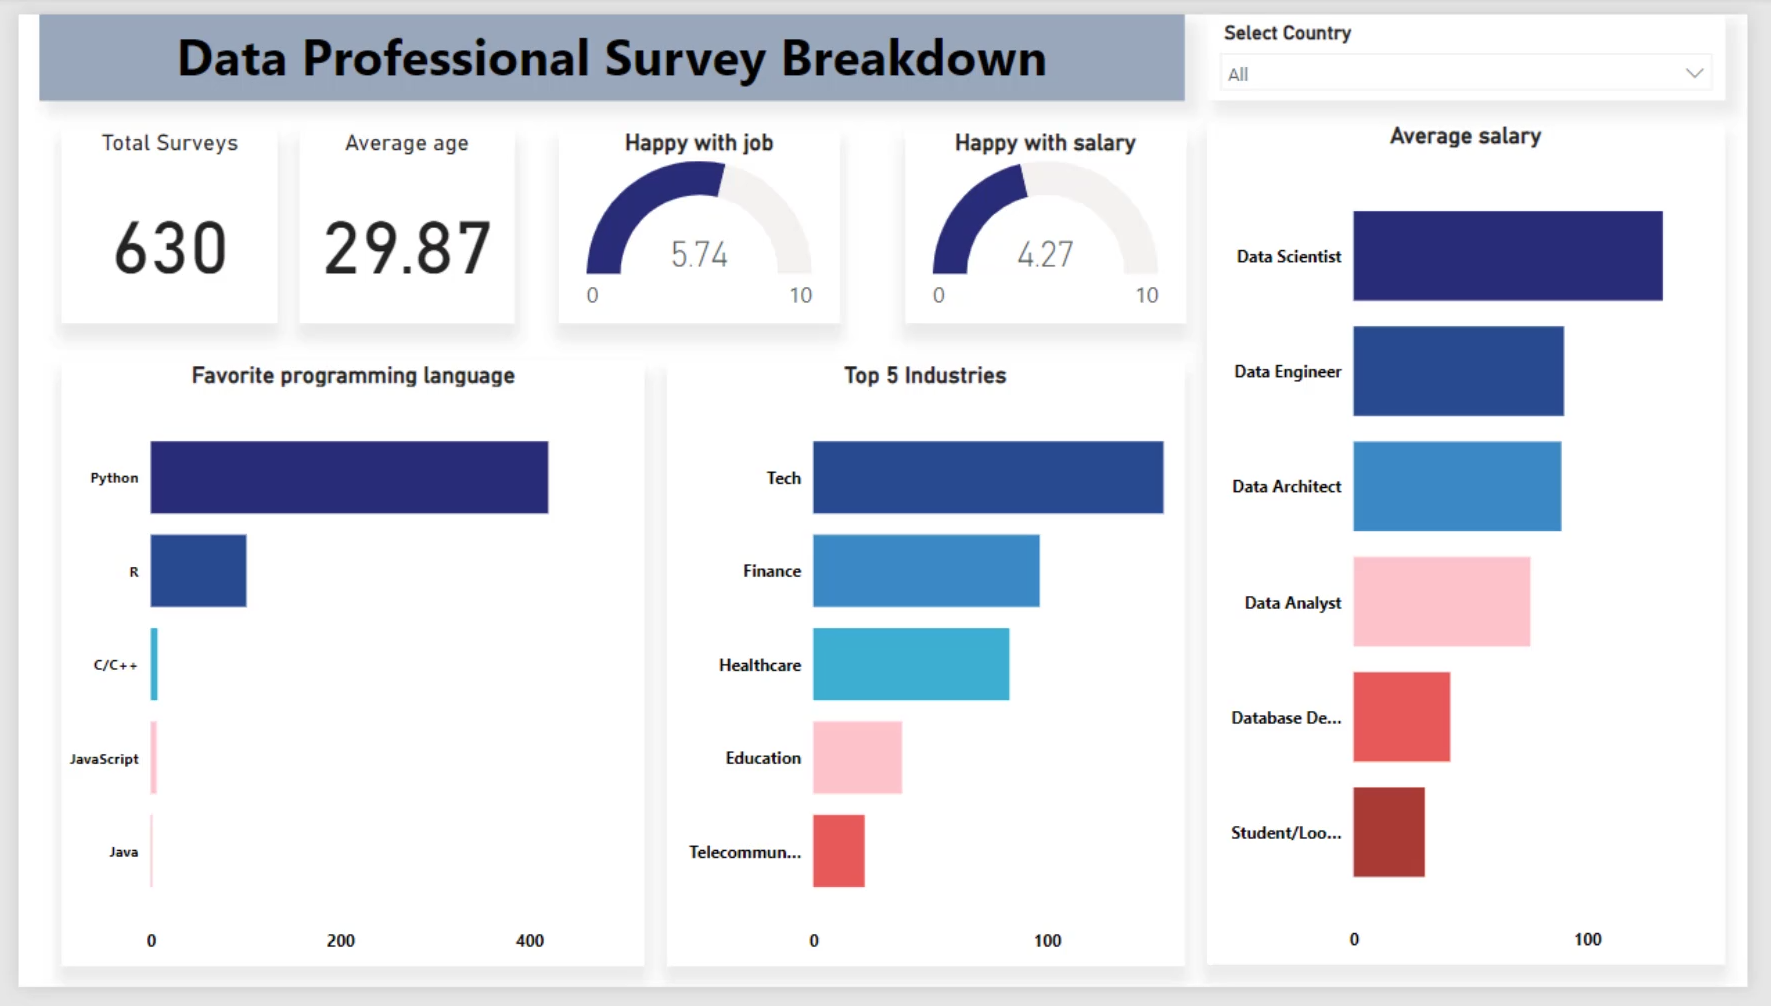 Data Professional Survey Breakdown
Select Country
All
Total Surveys
630
Average age
29.87
Happy with job
5.74
0
10
Happy with salary
4.27
0
10
Favorite programming language
Python
R
C/C++
JavaScript
Java
0
200
400
Top 5 Industries
Tech
Finance
Healthcare
Education
Telecommun...
0
100
Average salary
Data Scientist
Data Engineer
Data Architect
Data Analyst
Database De...
Student/Loo...
0
100